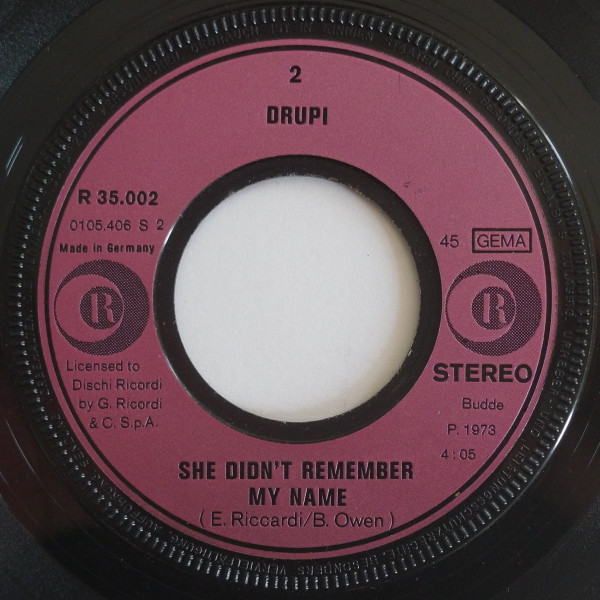 2
DRUPI
R 35.002
0105.406 S 2
Made in Germany
45 GEMA
R
R
Licensed to
Dischi Ricordi
by G. Ricordi
& C. S.p.A.
STEREO
Budde
P. 1973
4:05
SHE DIDN'T REMEMBER
MY NAME
(E. Riccardi/B. Owen)